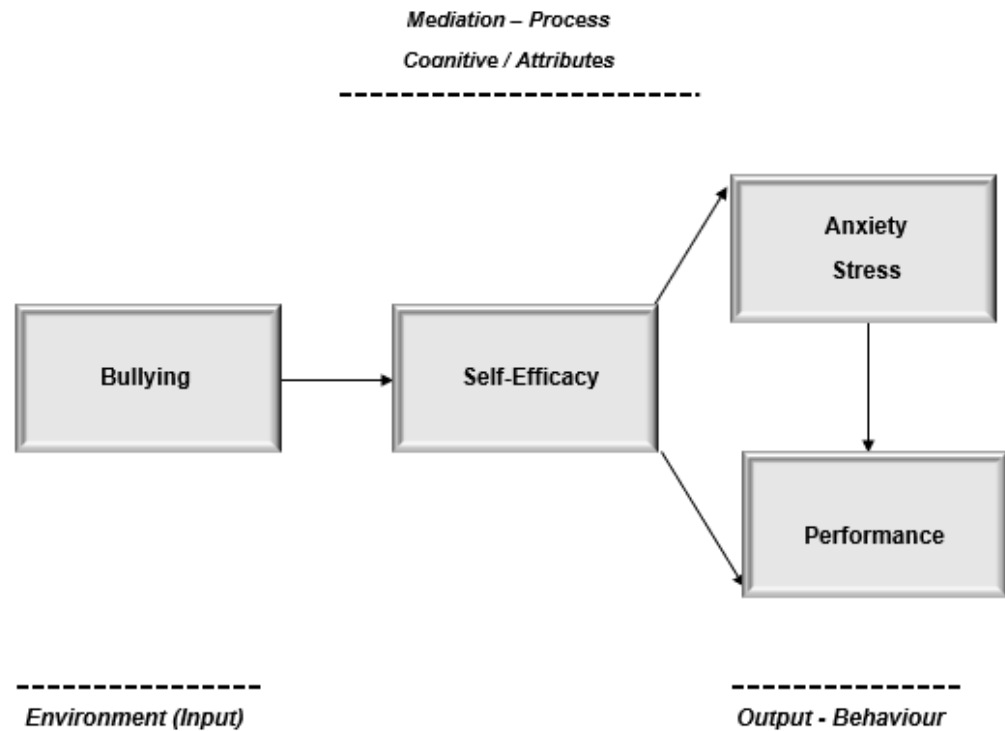 Mediation – Process
Cognitive / Attributes
Anxiety
Stress
Bullying
Self-Efficacy
Performance
Environment (Input)
Output - Behaviour